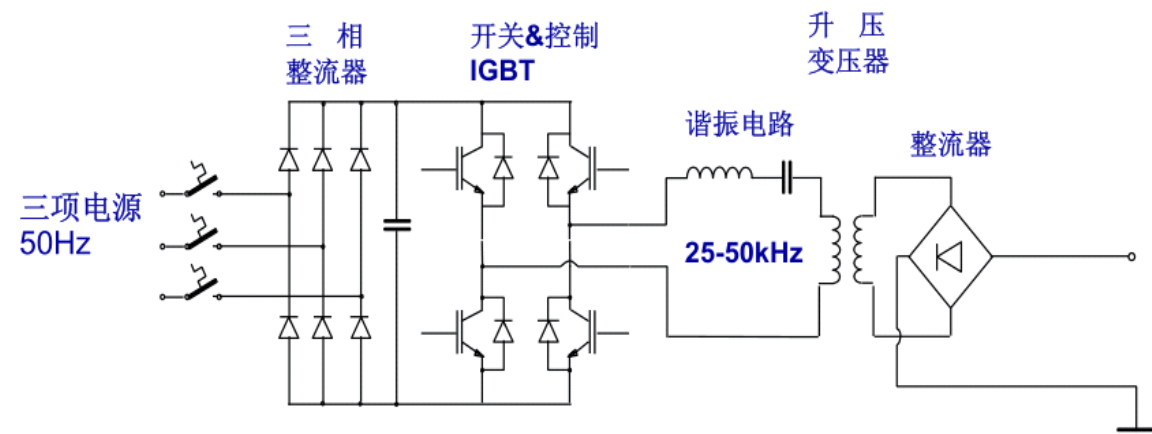 三 相
整流器
开关&控制
IGBT
升 压
变压器
谐振电路
整流器
三项电源
50Hz
25-50kHz